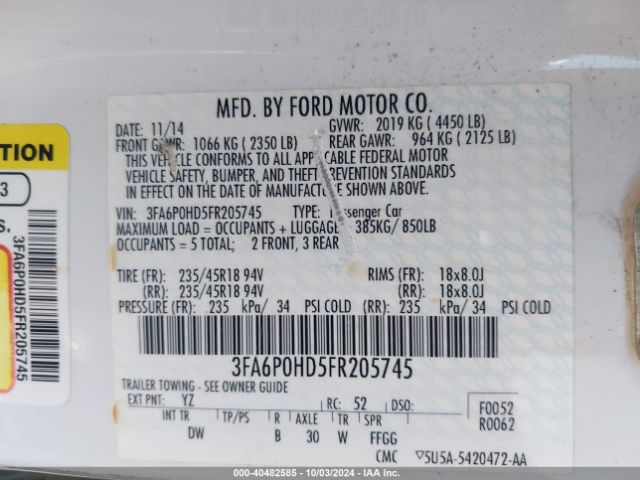 MFD. BY FORD MOTOR CO.
DATE: 11/14 GVWR: 2019 KG ( 4450 LB)
FRONT GAWR: 1066 KG ( 2350 LB) REAR GAWR: 964 KG ( 2125 LB)
THIS VEHICLE CONFORMS TO ALL APPLICABLE FEDERAL MOTOR
VEHICLE SAFETY, BUMPER, AND THEFT PREVENTION STANDARDS
IN EFFECT ON THE DATE OF MANUFACTURE SHOWN ABOVE.
VIN: 3FA6P0HD5FR205745 TYPE: Passenger Car
MAXIMUM LOAD = OCCUPANTS + LUGGAGE = 385KG/ 850LB
OCCUPANTS = 5 TOTAL; 2 FRONT, 3 REAR
TIRE (FR): 235/45R18 94V RIMS (FR): 18x8.0J
(RR): 235/45R18 94V (RR): 18x8.0J
PRESSURE (FR): 235 kPa/ 34 PSI COLD (RR): 235 kPa/ 34 PSI COLD
3FA6P0HD5FR205745
TRAILER TOWING - SEE OWNER GUIDE
EXT PNT: YZ RC: 52 DSO: F0052
INT TR TP/PS R AXLE TR SPR R0062
DW B 30 W FFGG
CMC 5U5A-5420472-AA
TION
3
S.
3FA6P0HD5FR205745
000-40482585 - 10/03/2024 - IAA Inc.